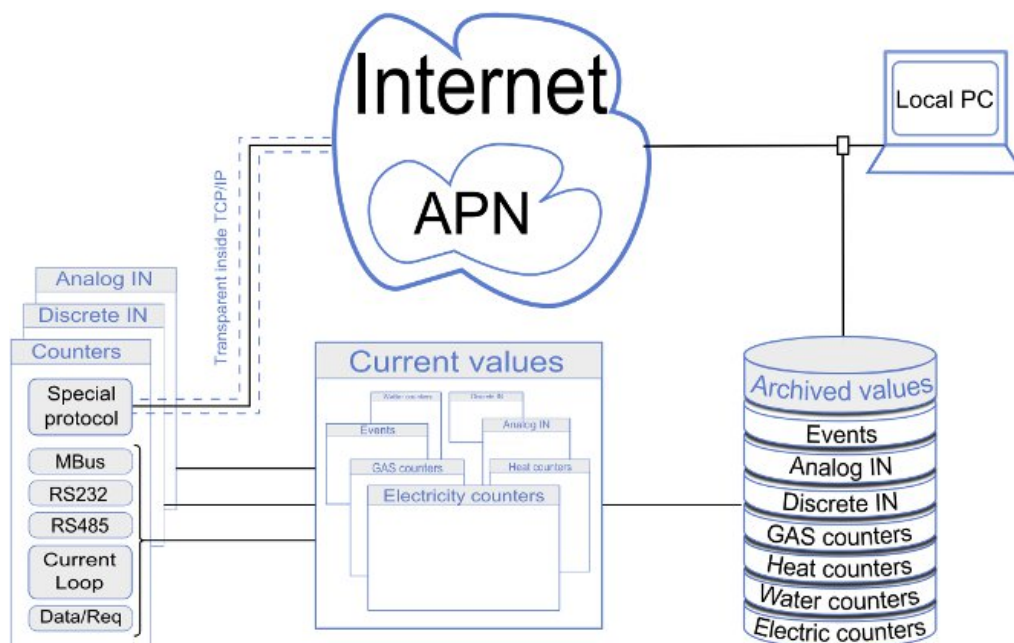 Internet
APN
Local PC
Transparent inside TCP/IP
Analog IN
Discrete IN
Counters
Special
protocol
MBus
RS232
RS485
Current
Loop
Data/Req
Current values
Water counters
Discrete IN
Events
Analog IN
GAS counters
Heat counters
Electricity counters
Archived values
Events
Analog IN
Discrete IN
GAS counters
Heat counters
Water counters
Electric counters